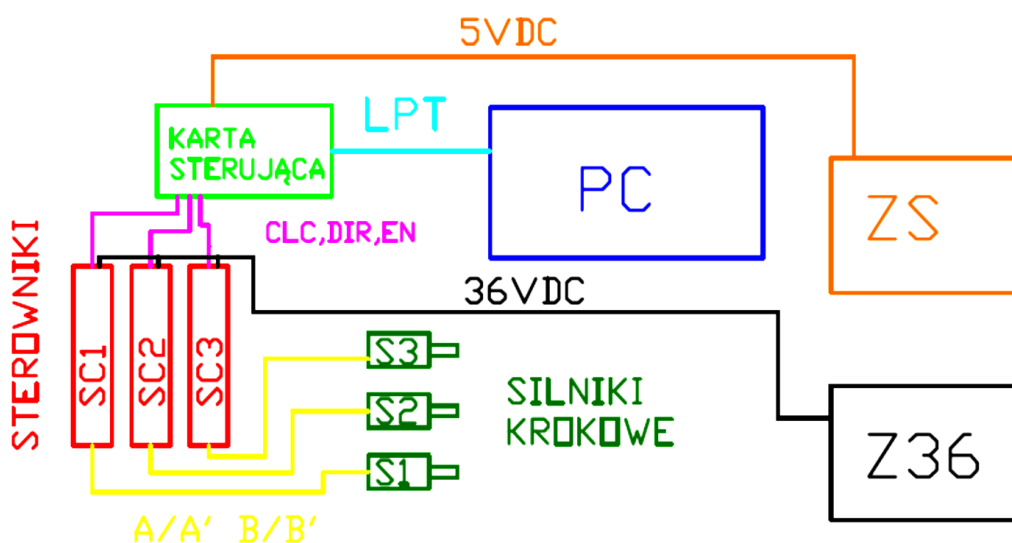 5VDC
LPT
KARTA
STERUJĄCA
PC
ZS
CLC,DIR,EN
STEROWNIKI
36VDC
SC1
SC2
SC3
S3
S2
S1
SILNIKI
KROKOWE
Z36
A/A' B/B'